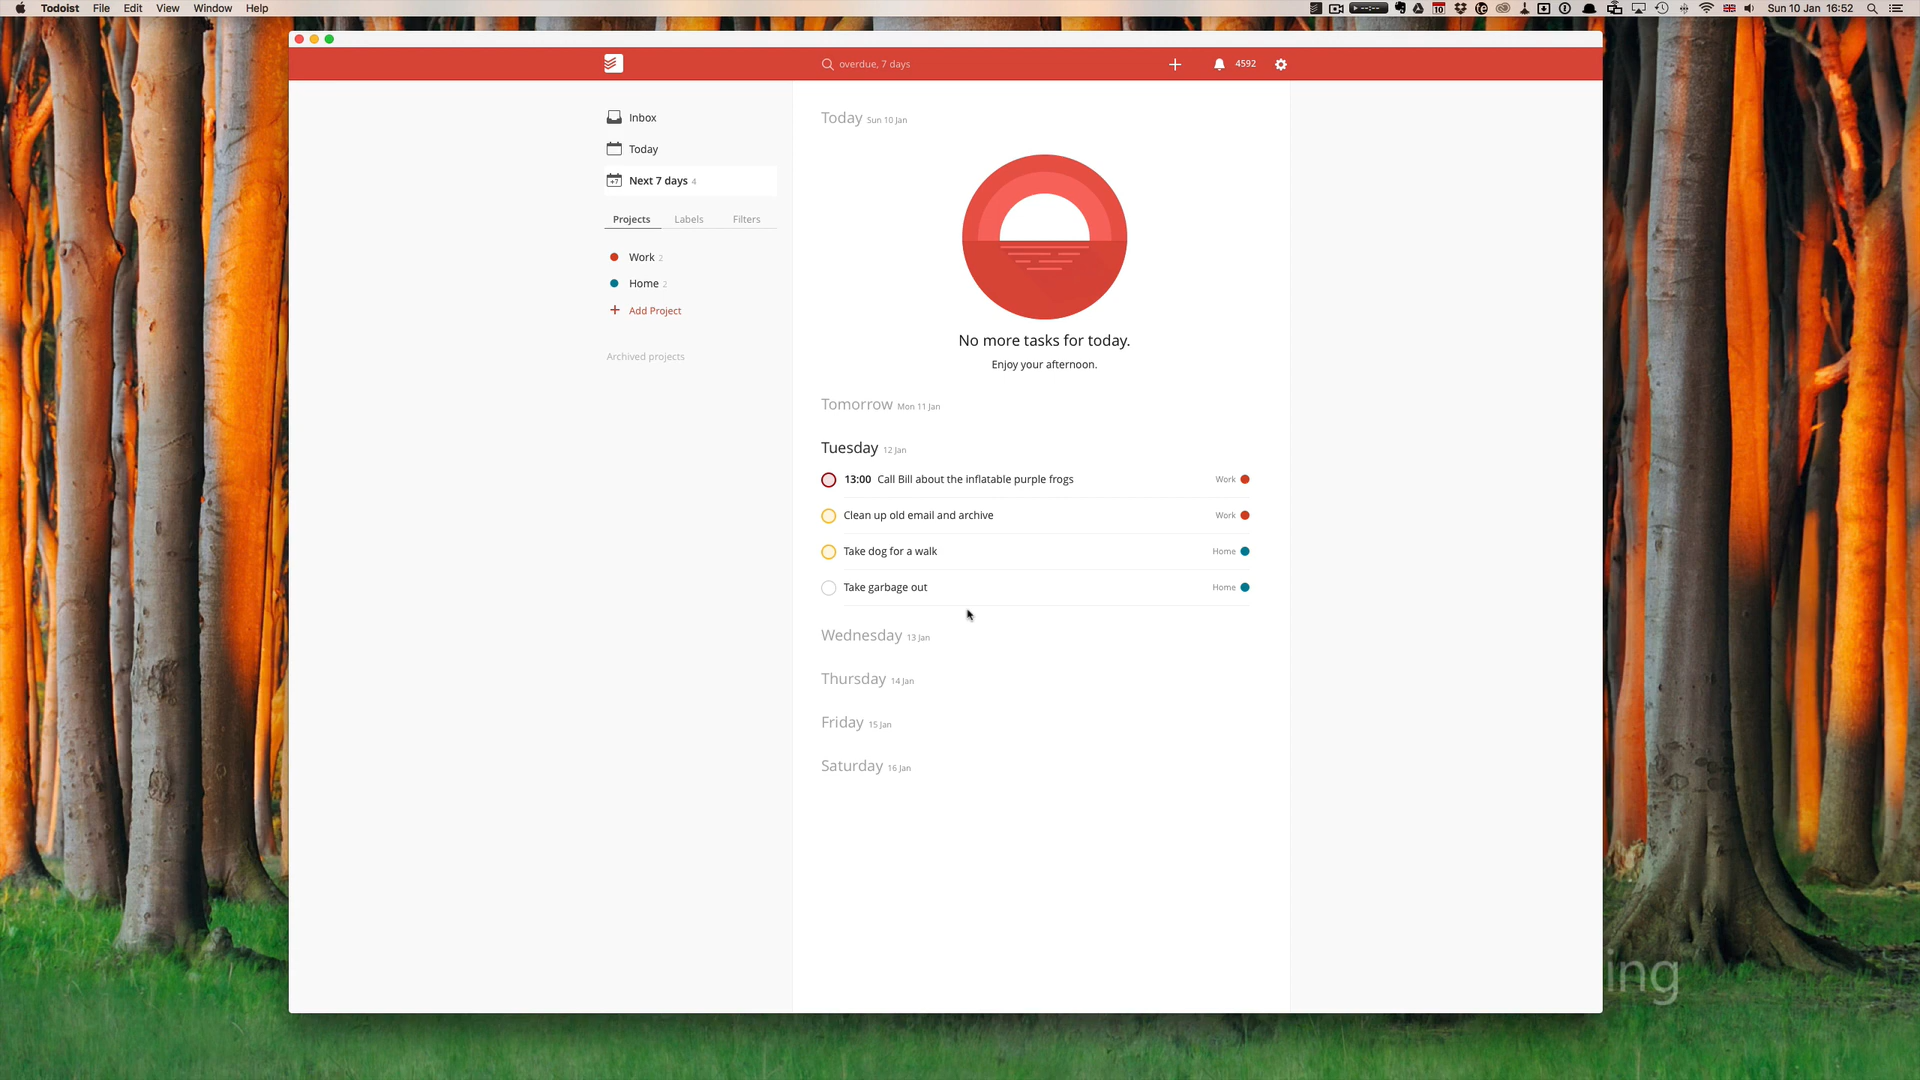 Todoist File Edit View Window Help
10 Sun 10 Jan 16:52
overdue, 7 days
4592
Inbox
Today
Next 7 days 4
Projects Labels Filters
Work 2
Home 2
Add Project
Archived projects
Today Sun 10 Jan
No more tasks for today.
Enjoy your afternoon.
Tomorrow Mon 11 Jan
Tuesday 12 Jan
13:00 Call Bill about the inflatable purple frogs Work
Clean up old email and archive Work
Take dog for a walk Home
Take garbage out Home
Wednesday 13 Jan
Thursday 14 Jan
Friday 15 Jan
Saturday 16 Jan
ing